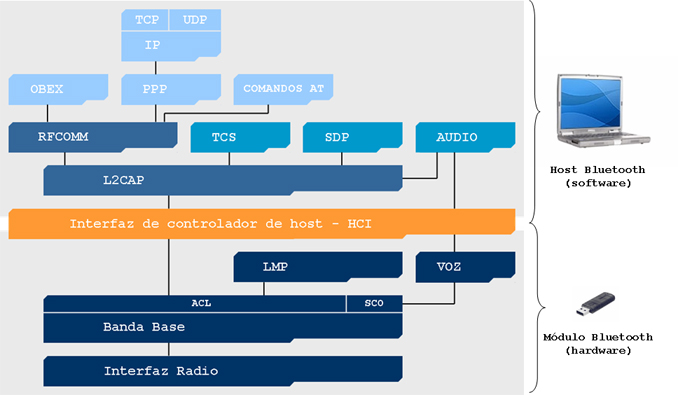 TCP UDP
IP
OBEX PPP COMANDOS AT
RFCOMM TCS SDP AUDIO
L2CAP
Host Bluetooth
(software)
Interfaz de controlador de host - HCI
LMP VOZ
ACL SCO
Banda Base
Módulo Bluetooth
(hardware)
Interfaz Radio